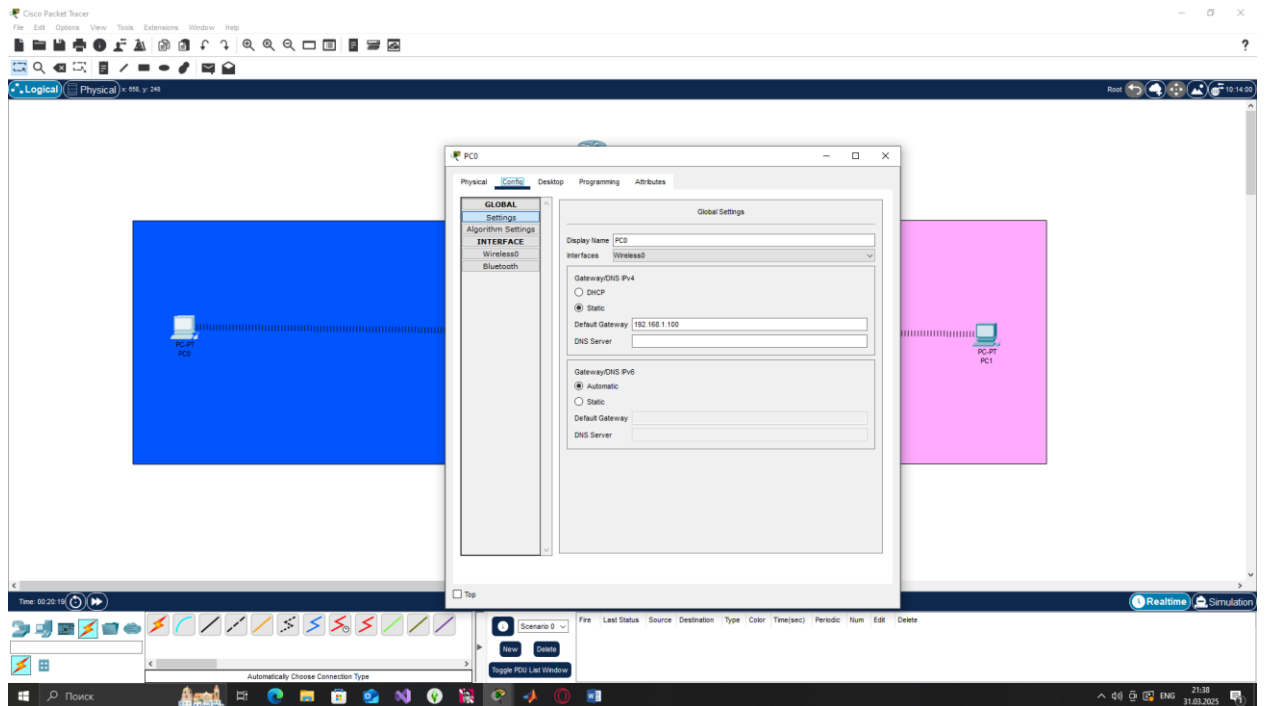 Cisco Packet Tracer
File Edit Options View Tools Extensions Window Help
?
Logical Physical x: 658, y: 248
Root 10:14:00
PC0
Physical Config Desktop Programming Attributes
GLOBAL
Settings
Algorithm Settings
INTERFACE
Wireless0
Bluetooth
Global Settings
Display Name PC0
Interfaces Wireless0
Gateway/DNS IPv4
DHCP
Static
Default Gateway 192.168.1.100
DNS Server
Gateway/DNS IPv6
Automatic
Static
Default Gateway
DNS Server
Top
PC-PT
PC0
PC-PT
PC1
Time: 00:20:19
Realtime Simulation
Scenario 0
New Delete
Toggle PDU List Window
Fire Last Status Source Destination Type Color Time(sec) Periodic Num Edit Delete
Automatically Choose Connection Type
Поиск
ENG
21:38
31.03.2025